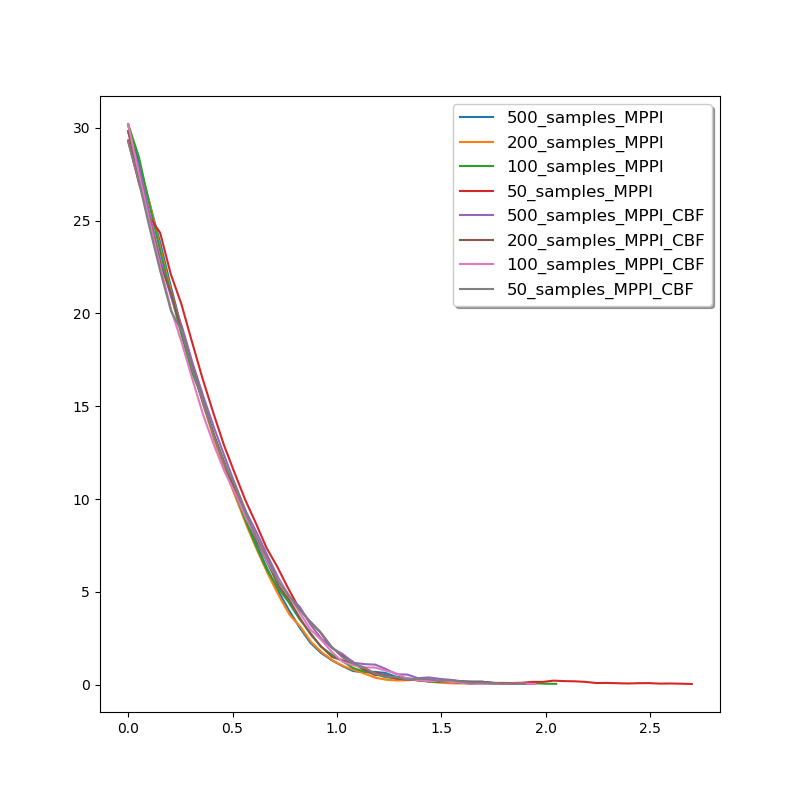 30
25
20
15
10
5
0
0.0 0.5 1.0 1.5 2.0 2.5
500_samples_MPPI
200_samples_MPPI
100_samples_MPPI
50_samples_MPPI
500_samples_MPPI_CBF
200_samples_MPPI_CBF
100_samples_MPPI_CBF
50_samples_MPPI_CBF